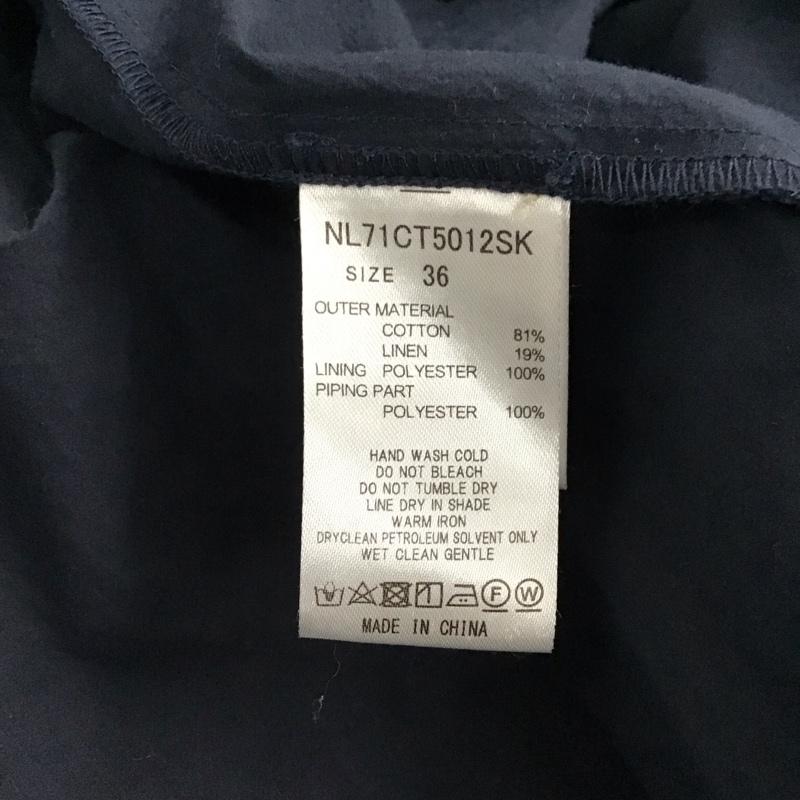 NL71CT5012SK
SIZE 36
OUTER MATERIAL
COTTON 81%
LINEN 19%
LINING POLYESTER 100%
PIPING PART
POLYESTER 100%
HAND WASH COLD
DO NOT BLEACH
DO NOT TUMBLE DRY
LINE DRY IN SHADE
WARM IRON
DRYCLEAN PETROLEUM SOLVENT ONLY
WET CLEAN GENTLE
F W
MADE IN CHINA